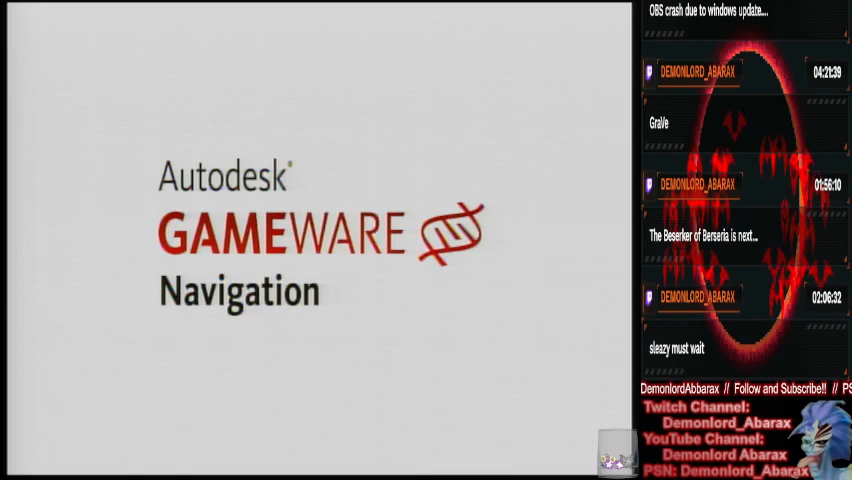 Autodesk®
GAMEWARE
Navigation
OBS crash due to windows update....
DEMONLORD_ABARAX
04:21:39
GraVe
DEMONLORD_ABARAX
01:56:10
The Beserker of Berseria is next...
DEMONLORD_ABARAX
02:06:32
sleazy must wait
DemonlordAbbarax // Follow and Subscribe!! // PS
Twitch Channel:
Demonlord_Abarax
YouTube Channel:
Demonlord Abarax
PSN: Demonlord_Abarax